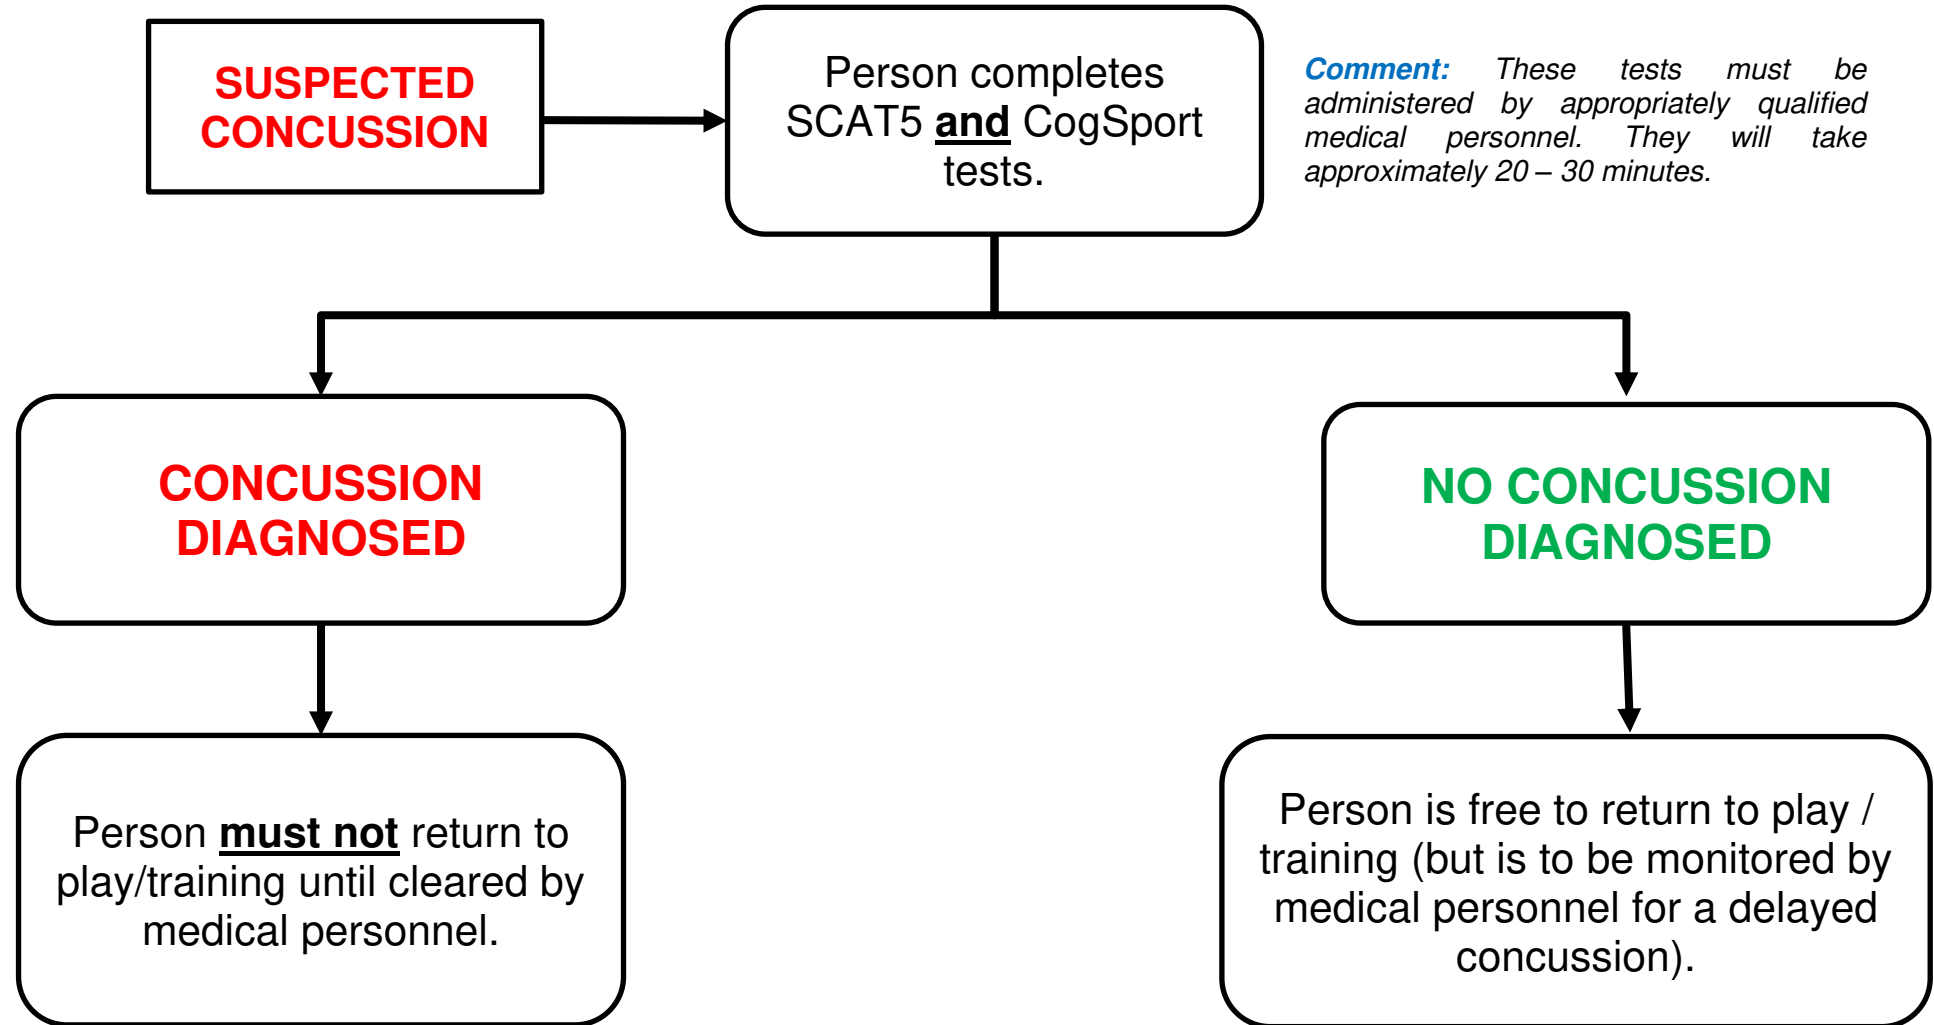 SUSPECTED
CONCUSSION
Person completes
SCAT5 and CogSport
tests.
Comment: These tests must be
administered by appropriately qualified
medical personnel. They will take
approximately 20 – 30 minutes.
CONCUSSION
DIAGNOSED
NO CONCUSSION
DIAGNOSED
Person must not return to
play/training until cleared by
medical personnel.
Person is free to return to play /
training (but is to be monitored by
medical personnel for a delayed
concussion).